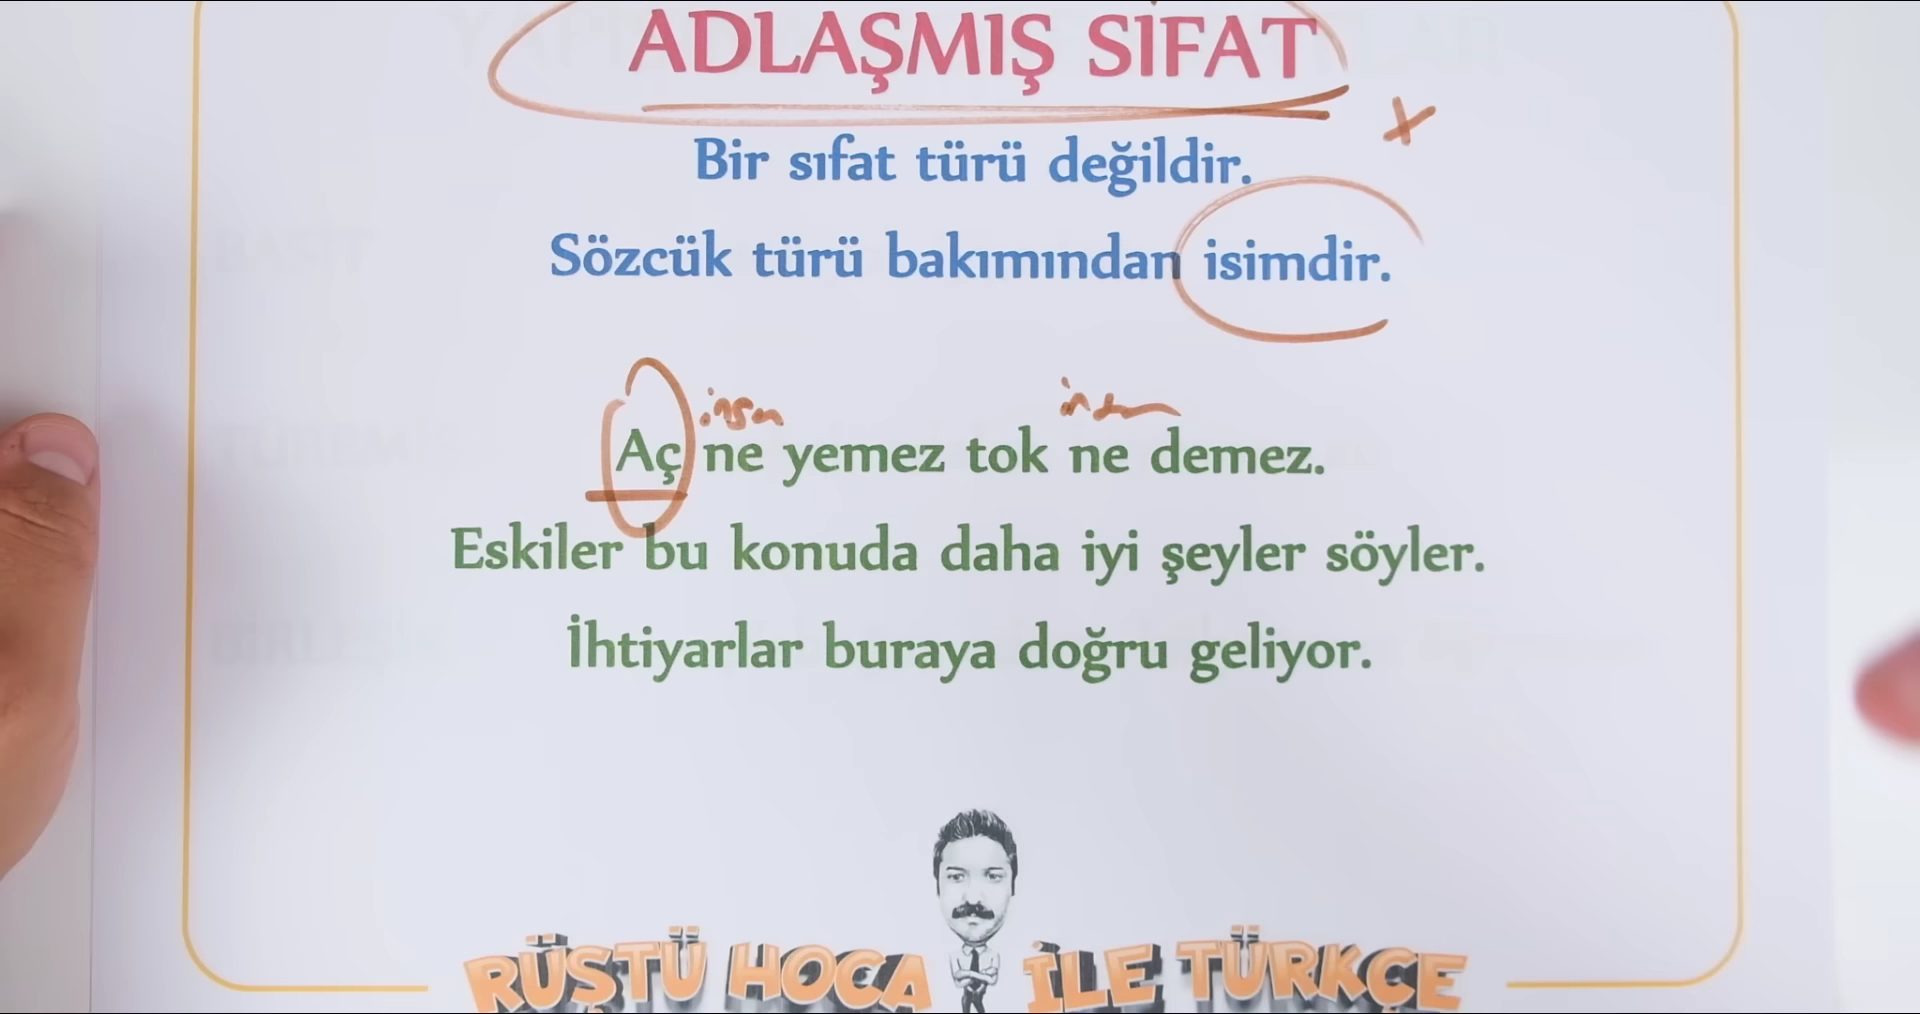 ADLAŞMIŞ SIFAT
Bir sıfat türü değildir.
Sözcük türü bakımından isimdir.
insan
Aç ne yemez tok ne demez.
Eskiler bu konuda daha iyi şeyler söyler.
İhtiyarlar buraya doğru geliyor.
RÜŞTÜ HOCA İLE TÜRKÇE